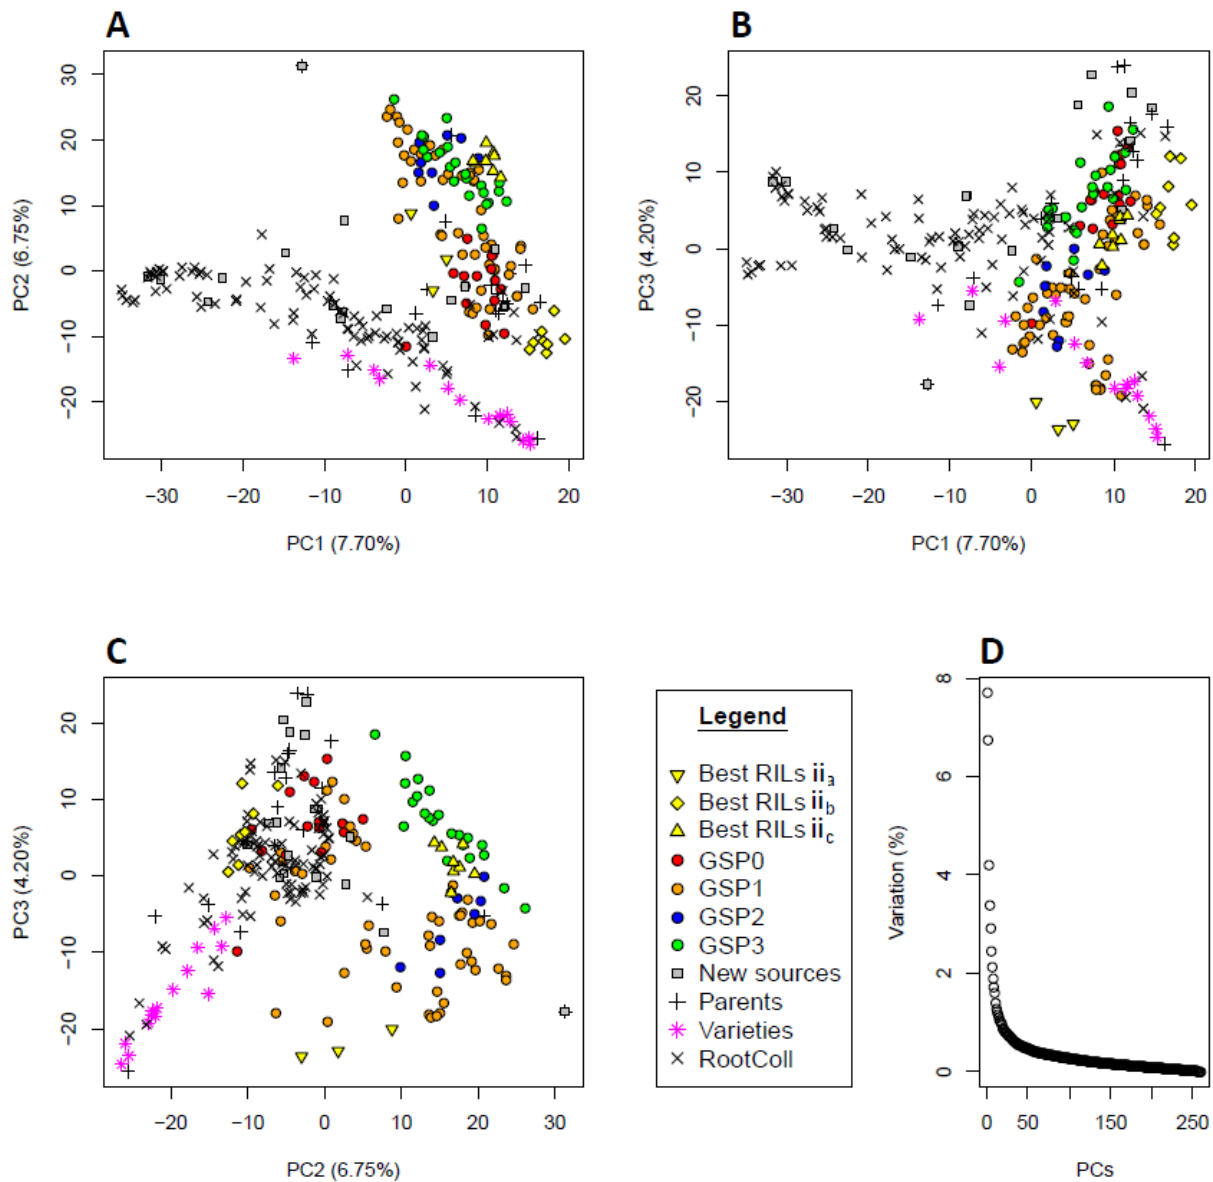 A
B
30
20
10
0
−10
−20
PC2 (6.75%)
−30
−20
−10
0
10
20
PC1 (7.70%)
20
10
0
−10
−20
PC3 (4.20%)
−30
−20
−10
0
10
20
PC1 (7.70%)
C
D
20
10
0
−10
−20
PC3 (4.20%)
−20
−10
0
10
20
30
PC2 (6.75%)
Legend
Best RILs iia
Best RILs iib
Best RILs iic
GSP0
GSP1
GSP2
GSP3
New sources
Parents
Varieties
RootColl
8
6
4
2
0
Variation (%)
0
50
150
250
PCs